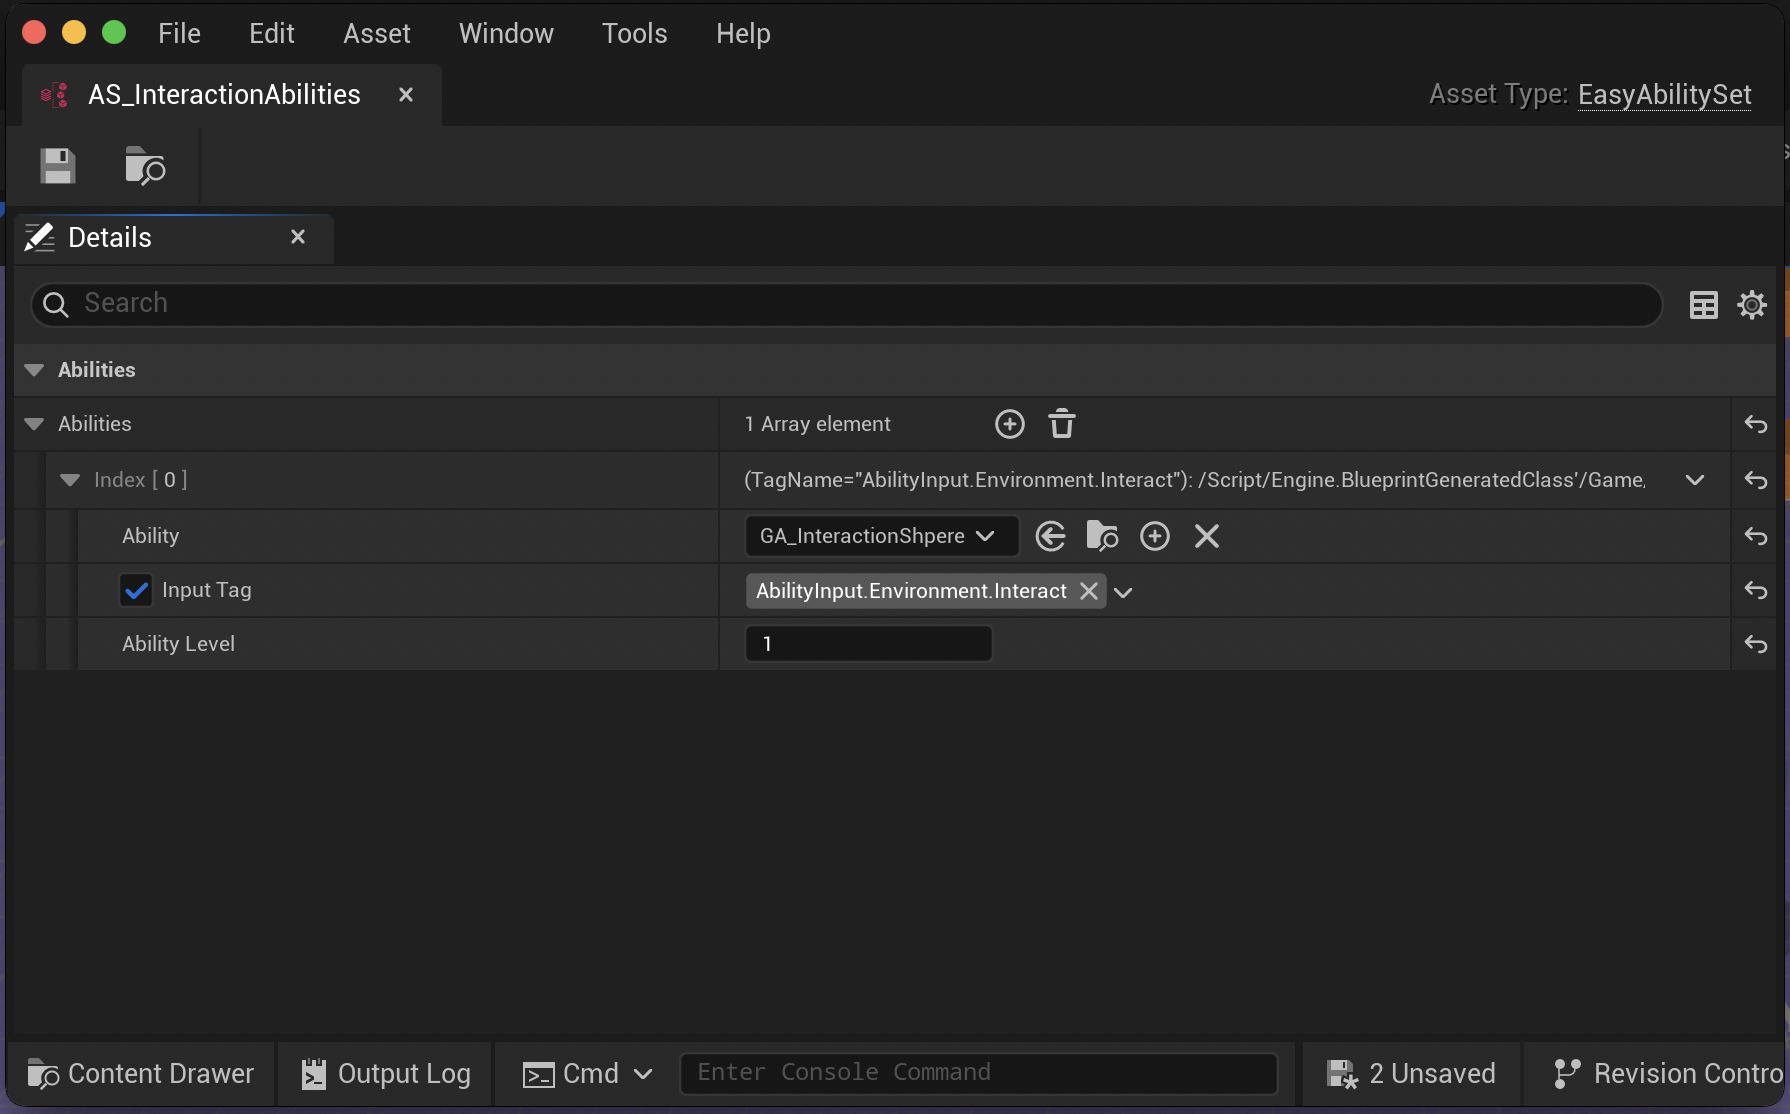 File Edit Asset Window Tools Help
AS_InteractionAbilities
Asset Type: EasyAbilitySet
Details
Search
Abilities
Abilities 1 Array element
Index [ 0 ] (TagName="AbilityInput.Environment.Interact"): /Script/Engine.BlueprintGeneratedClass'/Game/
Ability GA_InteractionShpere
Input Tag AbilityInput.Environment.Interact
Ability Level 1
Content Drawer Output Log Cmd Enter Console Command 2 Unsaved Revision Contro